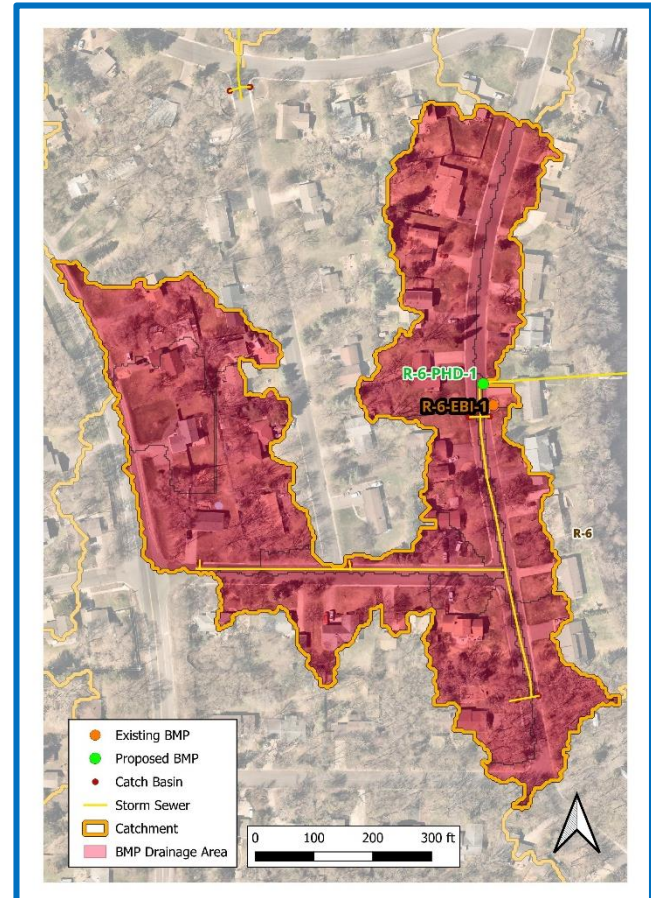 R-6-PHD-1
R-6-EBI-1
R-6
Existing BMP
Proposed BMP
Catch Basin
Storm Sewer
Catchment
BMP Drainage Area
0 100 200 300 ft